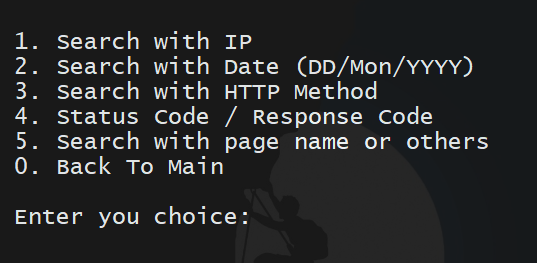 1. Search with IP
2. Search with Date (DD/Mon/YYYY)
3. Search with HTTP Method
4. Status Code / Response Code
5. Search with page name or others
0. Back To Main
Enter you choice: